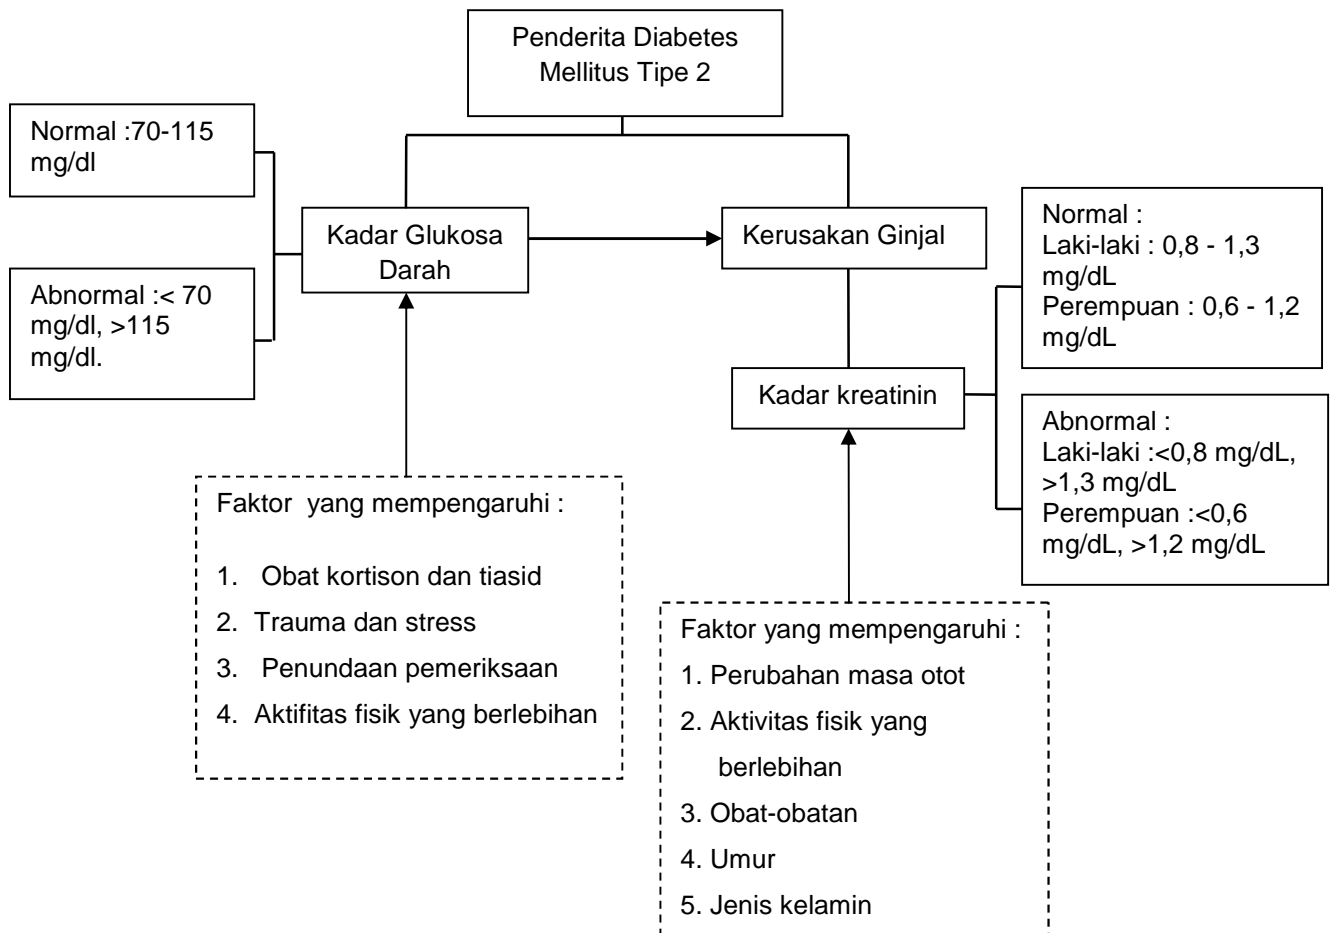 Penderita Diabetes
Mellitus Tipe 2
Normal :70-115
mg/dl
Abnormal :< 70
mg/dl, >115
mg/dl.
Kadar Glukosa
Darah
Kerusakan Ginjal
Normal :
Laki-laki : 0,8 - 1,3
mg/dL
Perempuan : 0,6 - 1,2
mg/dL
Kadar kreatinin
Abnormal :
Laki-laki :<0,8 mg/dL,
>1,3 mg/dL
Perempuan :<0,6
mg/dL, >1,2 mg/dL
Faktor  yang mempengaruhi :
1. Obat kortison dan tiasid
2. Trauma dan stress
3. Penundaan pemeriksaan
4. Aktifitas fisik yang berlebihan
Faktor yang mempengaruhi :
1. Perubahan masa otot
2. Aktivitas fisik yang
berlebihan
3. Obat-obatan
4. Umur
5. Jenis kelamin